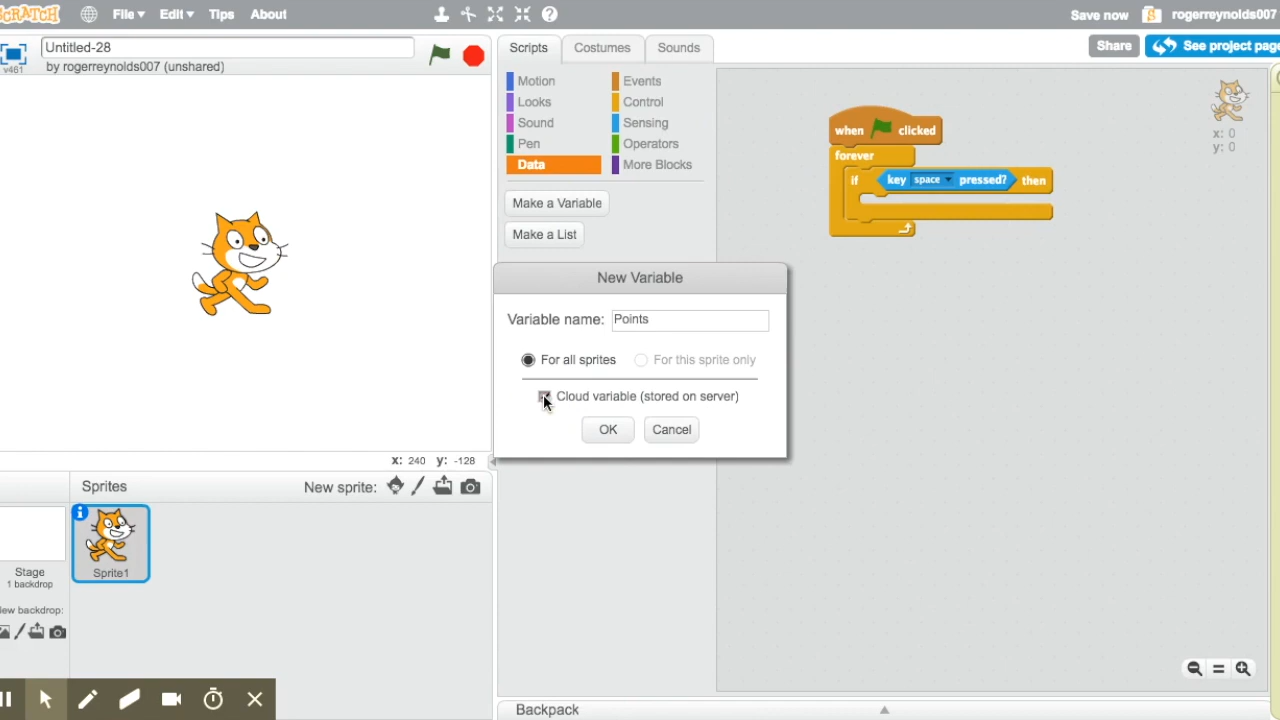 SCRATCH
File Edit Tips About
Save now
rogerreynolds007
Untitled-28
by rogerreynolds007 (unshared)
v461
Scripts
Costumes
Sounds
Share
See project page
Motion
Looks
Sound
Pen
Data
Events
Control
Sensing
Operators
More Blocks
Make a Variable
Make a List
when clicked
forever
if key space pressed? then
x: 0
y: 0
New Variable
Variable name: Points
For all sprites For this sprite only
Cloud variable (stored on server)
OK Cancel
x: 240 y: -128
Sprites
New sprite:
Sprite1
Stage
1 backdrop
New backdrop:
Backpack